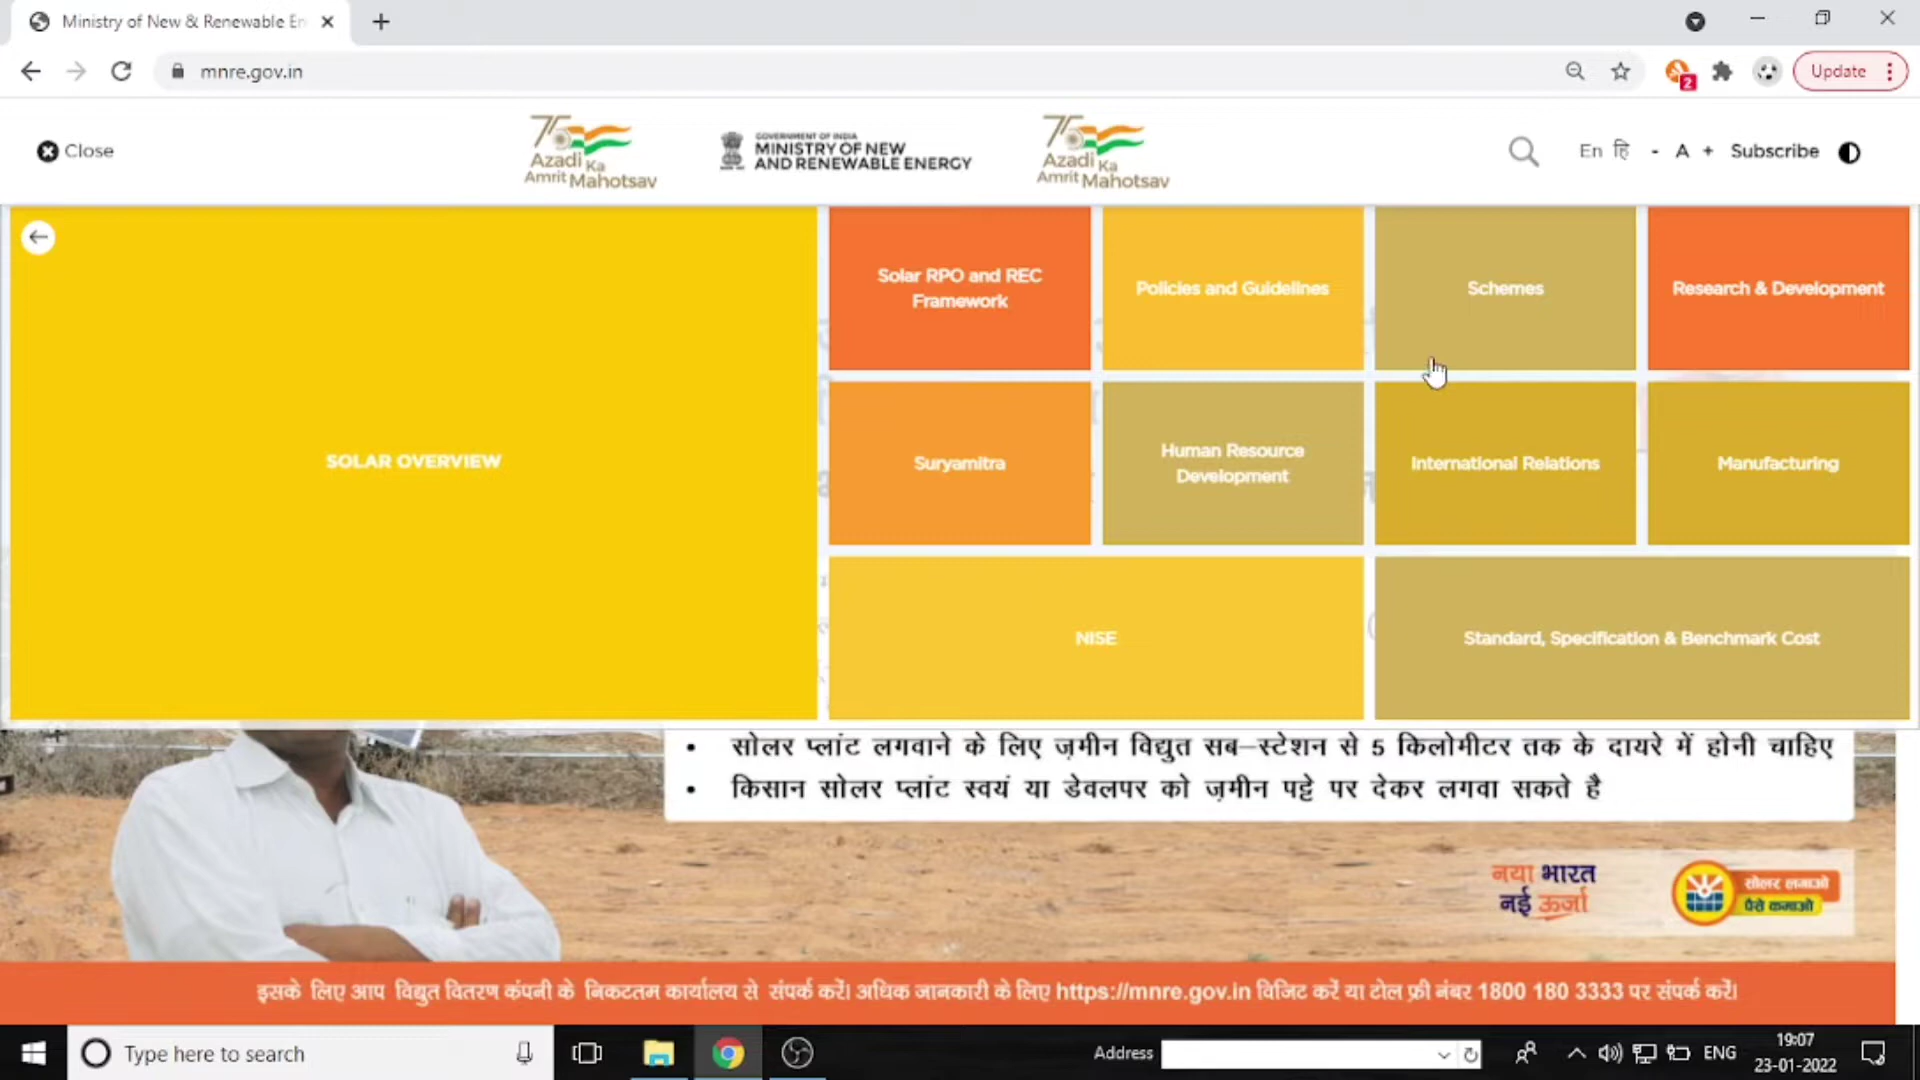 Ministry of New & Renewable En
mnre.gov.in
2
Update
Close
Azadi Ka
Amrit Mahotsav
GOVERNMENT OF INDIA
MINISTRY OF NEW
AND RENEWABLE ENERGY
Azadi Ka
Amrit Mahotsav
En हि - A + Subscribe
SOLAR OVERVIEW
Solar RPO and REC
Framework
Policies and Guidelines
Schemes
Research & Development
Suryamitra
Human Resource
Development
International Relations
Manufacturing
NISE
Standard, Specification & Benchmark Cost
• सोलर प्लांट लगवाने के लिए ज़मीन विद्युत सब–स्टेशन से 5 किलोमीटर तक के दायरे में होनी चाहिए
• किसान सोलर प्लांट स्वयं या डेवलपर को ज़मीन पट्टे पर देकर लगवा सकते है
नया भारत
नई ऊर्जा
सोलर लगाओ
पैसे कमाओ
इसके लिए आप विद्युत वितरण कंपनी के निकटतम कार्यालय से संपर्क करें। अधिक जानकारी के लिए https://mnre.gov.in विजिट करें या टोल फ्री नंबर 1800 180 3333 पर संपर्क करें।
Type here to search
Address
ENG
19:07
23-01-2022